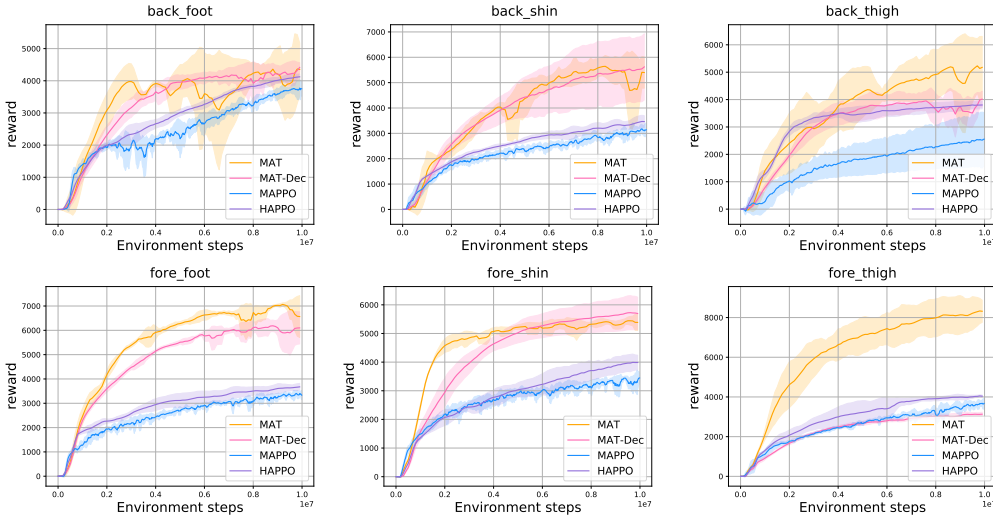 back_foot
reward
5000
4000
3000
2000
1000
0
MAT
MAT-Dec
MAPPO
HAPPO
0.0 0.2 0.4 0.6 0.8 1.0
1e7
Environment steps
back_shin
reward
7000
6000
5000
4000
3000
2000
1000
0
MAT
MAT-Dec
MAPPO
HAPPO
0.0 0.2 0.4 0.6 0.8 1.0
1e7
Environment steps
back_thigh
reward
6000
5000
4000
3000
2000
1000
0
MAT
MAT-Dec
MAPPO
HAPPO
0.0 0.2 0.4 0.6 0.8 1.0
1e7
Environment steps
fore_foot
reward
7000
6000
5000
4000
3000
2000
1000
0
MAT
MAT-Dec
MAPPO
HAPPO
0.0 0.2 0.4 0.6 0.8 1.0
1e7
Environment steps
fore_shin
reward
6000
5000
4000
3000
2000
1000
0
MAT
MAT-Dec
MAPPO
HAPPO
0.0 0.2 0.4 0.6 0.8 1.0
1e7
Environment steps
fore_thigh
reward
8000
6000
4000
2000
0
MAT
MAT-Dec
MAPPO
HAPPO
0.0 0.2 0.4 0.6 0.8 1.0
1e7
Environment steps